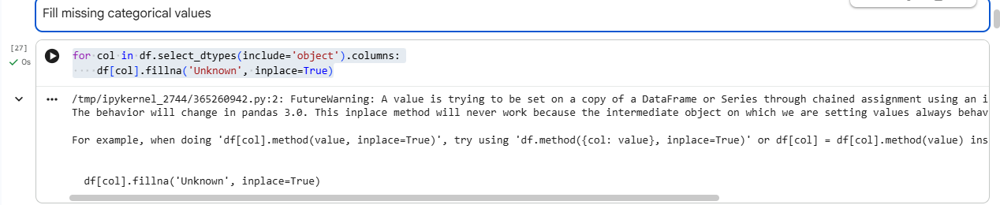 Fill missing categorical values
[27]
0s
for col in df.select_dtypes(include='object').columns:
    df[col].fillna('Unknown', inplace=True)
/tmp/ipykernel_2744/365260942.py:2: FutureWarning: A value is trying to be set on a copy of a DataFrame or Series through chained assignment using an i
The behavior will change in pandas 3.0. This inplace method will never work because the intermediate object on which we are setting values always behav
For example, when doing 'df[col].method(value, inplace=True)', try using 'df.method({col: value}, inplace=True)' or df[col] = df[col].method(value) ins
  df[col].fillna('Unknown', inplace=True)